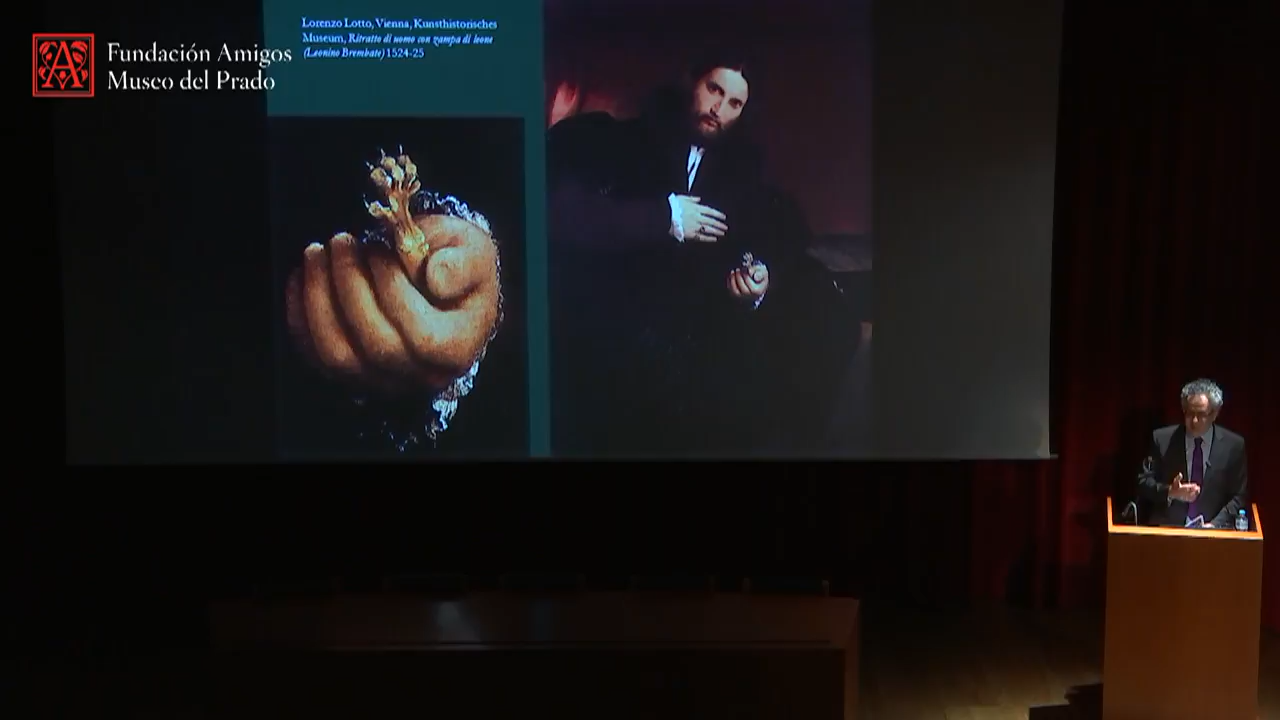 Fundación Amigos
Museo del Prado
Lorenzo Lotto, Vienna, Kunsthistorisches
Museum, Ritratto di uomo con zampa di leone
(Leonino Brembate) 1524-25